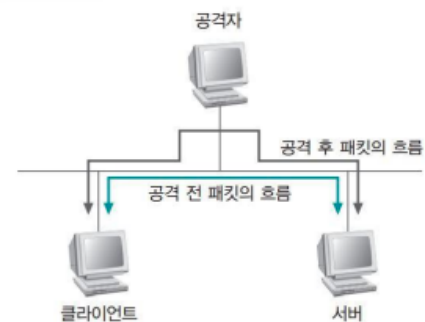 공격자
공격 후 패킷의 흐름
공격 전 패킷의 흐름
클라이언트
서버